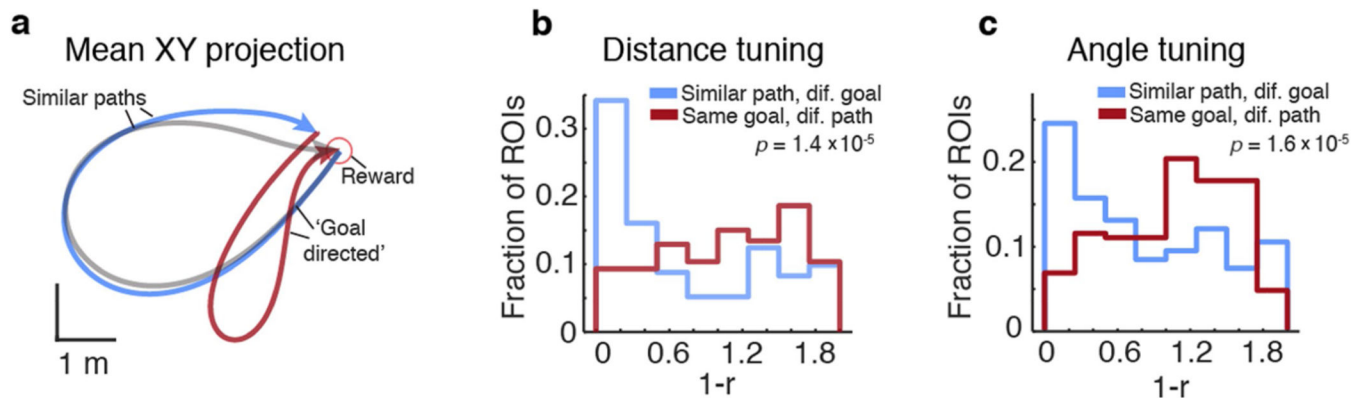 a
Mean XY projection
Similar paths
Reward
‘Goal
directed’
1 m
b
Distance tuning
Similar path, dif. goal
Same goal, dif. path
p = 1.4 x10-5
Fraction of ROIs
0.3
0.2
0.1
0
0 0.6 1.2 1.8
1-r
c
Angle tuning
Similar path, dif. goal
Same goal, dif. path
p = 1.6 x10-5
Fraction of ROIs
0.2
0.1
0
0 0.6 1.2 1.8
1-r